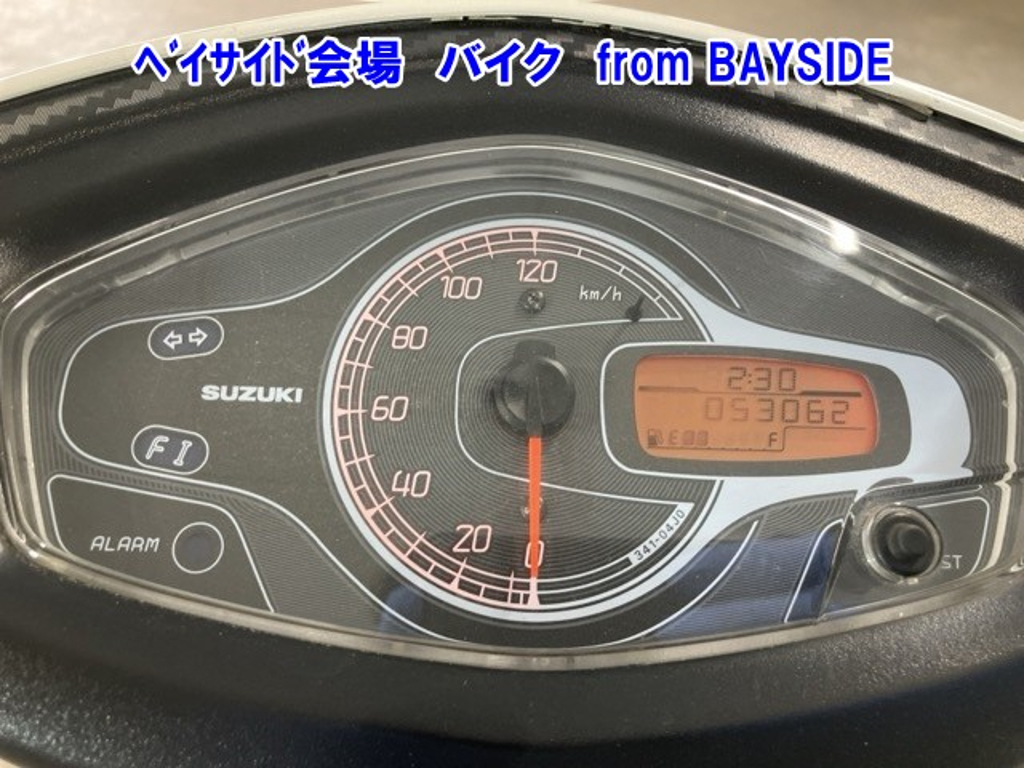 ﾍﾞｲｻｲﾄﾞ会場 バイク from BAYSIDE
120
100
km/h
80
2:30
SUZUKI
60
053062
E F
FI
40
20
0
341-04J0
ALARM
ST